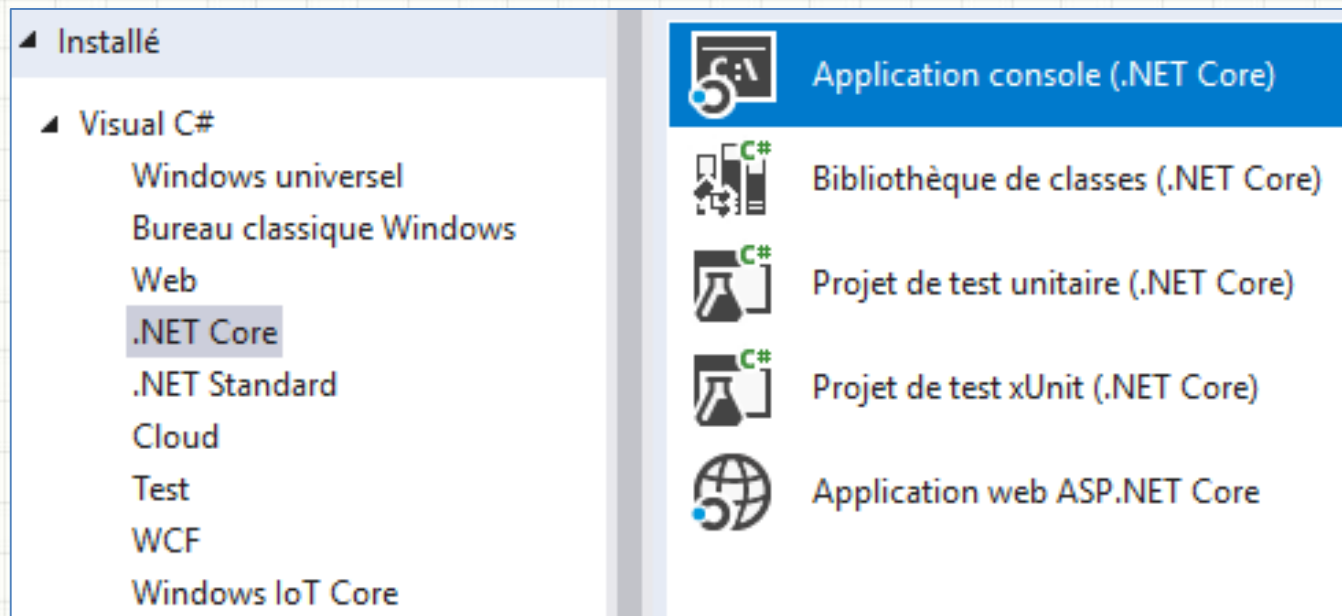 Installé
Visual C#
Windows universel
Bureau classique Windows
Web
.NET Core
.NET Standard
Cloud
Test
WCF
Windows IoT Core
C:\
Application console (.NET Core)
C#
Bibliothèque de classes (.NET Core)
C#
Projet de test unitaire (.NET Core)
C#
Projet de test xUnit (.NET Core)
Application web ASP.NET Core